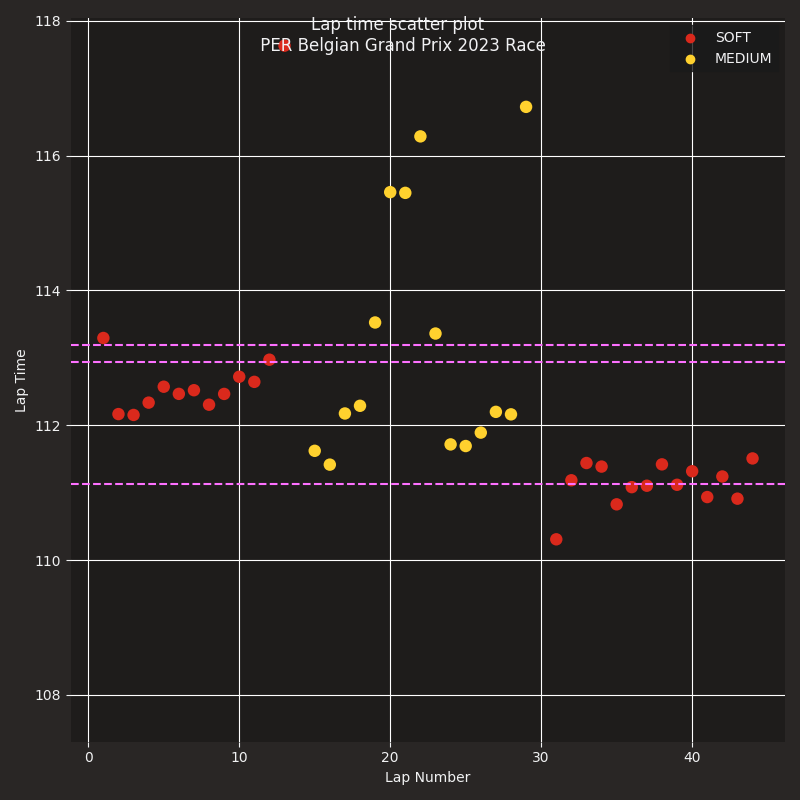 Lap time scatter plot
PER Belgian Grand Prix 2023 Race
SOFT
MEDIUM
118
116
114
112
110
108
Lap Time
0 10 20 30 40
Lap Number